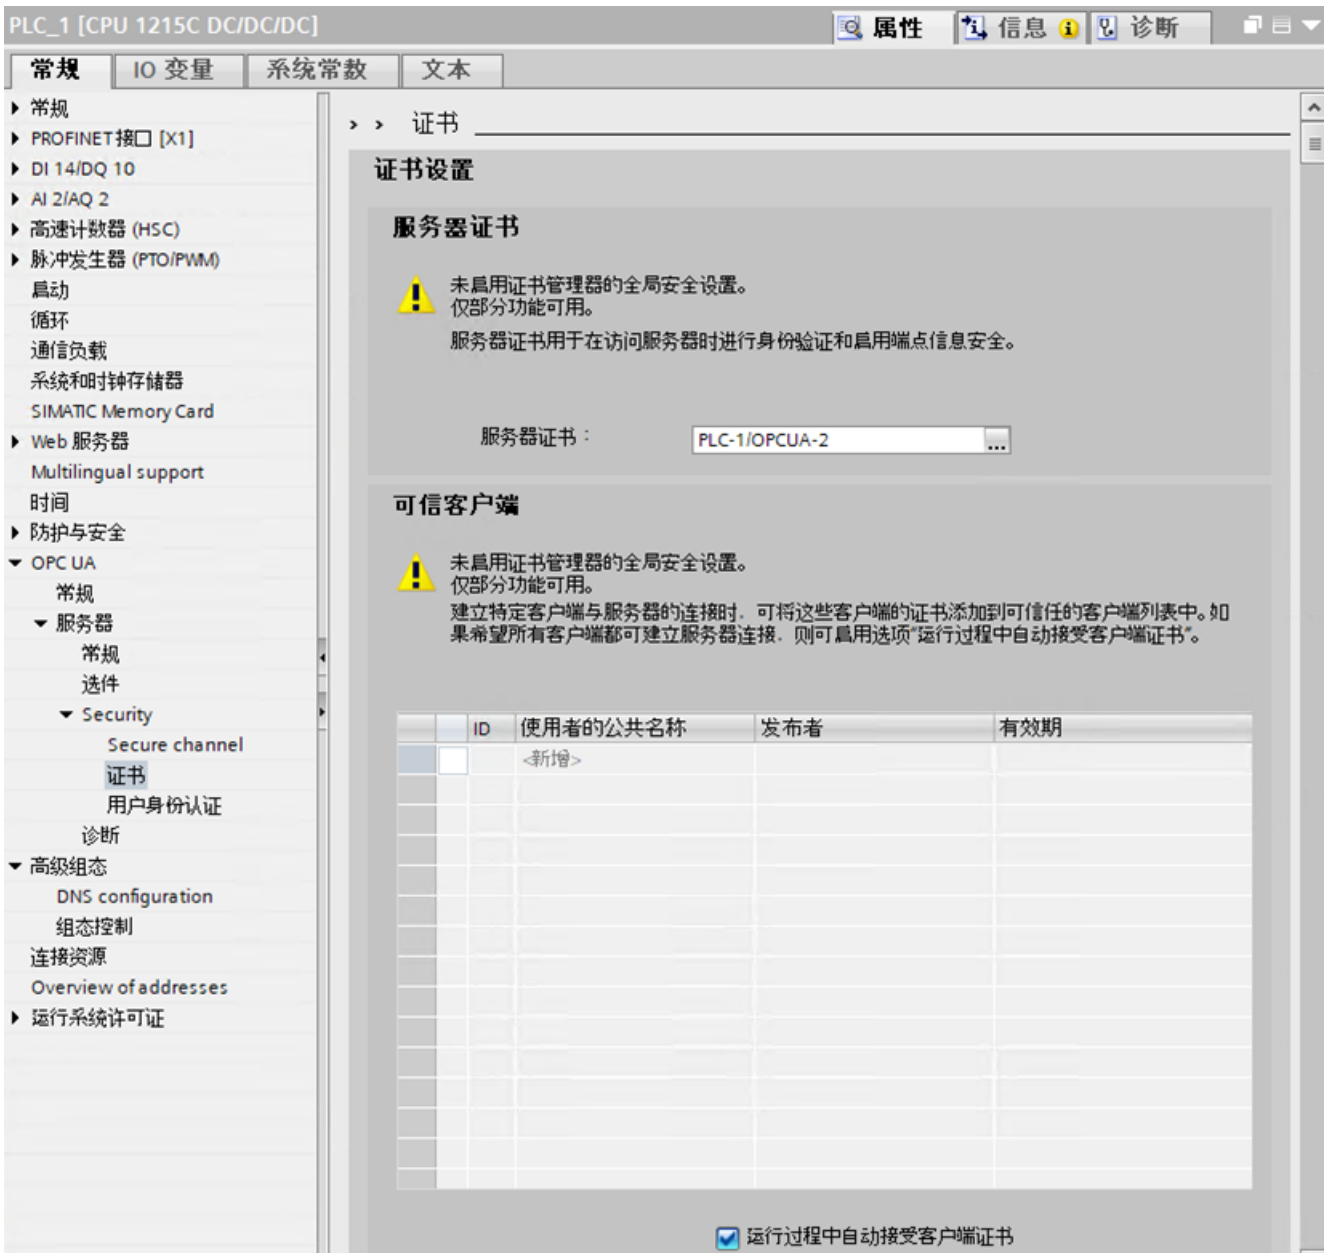 PLC_1 [CPU 1215C DC/DC/DC]
属性
信息
诊断
常规
IO 变量
系统常数
文本
常规
PROFINET接口 [X1]
DI 14/DQ 10
AI 2/AQ 2
高速计数器 (HSC)
脉冲发生器 (PTO/PWM)
启动
循环
通信负载
系统和时钟存储器
SIMATIC Memory Card
Web 服务器
Multilingual support
时间
防护与安全
OPC UA
常规
服务器
常规
选件
Security
Secure channel
证书
用户身份认证
诊断
高级组态
DNS configuration
组态控制
连接资源
Overview of addresses
运行系统许可证
› › 证书
证书设置
服务器证书
未启用证书管理器的全局安全设置。
仅部分功能可用。
服务器证书用于在访问服务器时进行身份验证和启用端点信息安全。
服务器证书： PLC-1/OPCUA-2 ...
可信客户端
未启用证书管理器的全局安全设置。
仅部分功能可用。
建立特定客户端与服务器的连接时，可将这些客户端的证书添加到可信任的客户端列表中。如
果希望所有客户端都可建立服务器连接，则可启用选项“运行过程中自动接受客户端证书”。
ID 使用者的公共名称 发布者 有效期
<新增>
运行过程中自动接受客户端证书